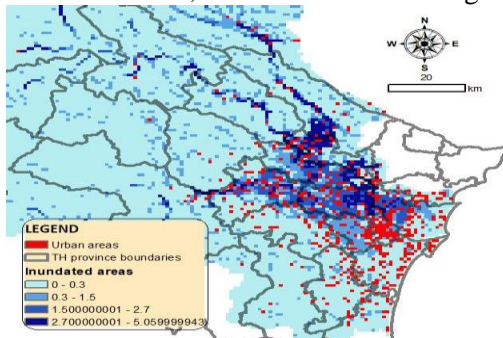 N
W E
S
20
km
LEGEND
Urban areas
TH province boundaries
Inundated areas
0 - 0.3
0.3 - 1.5
1.500000001 - 2.7
2.700000001 - 5.059999943